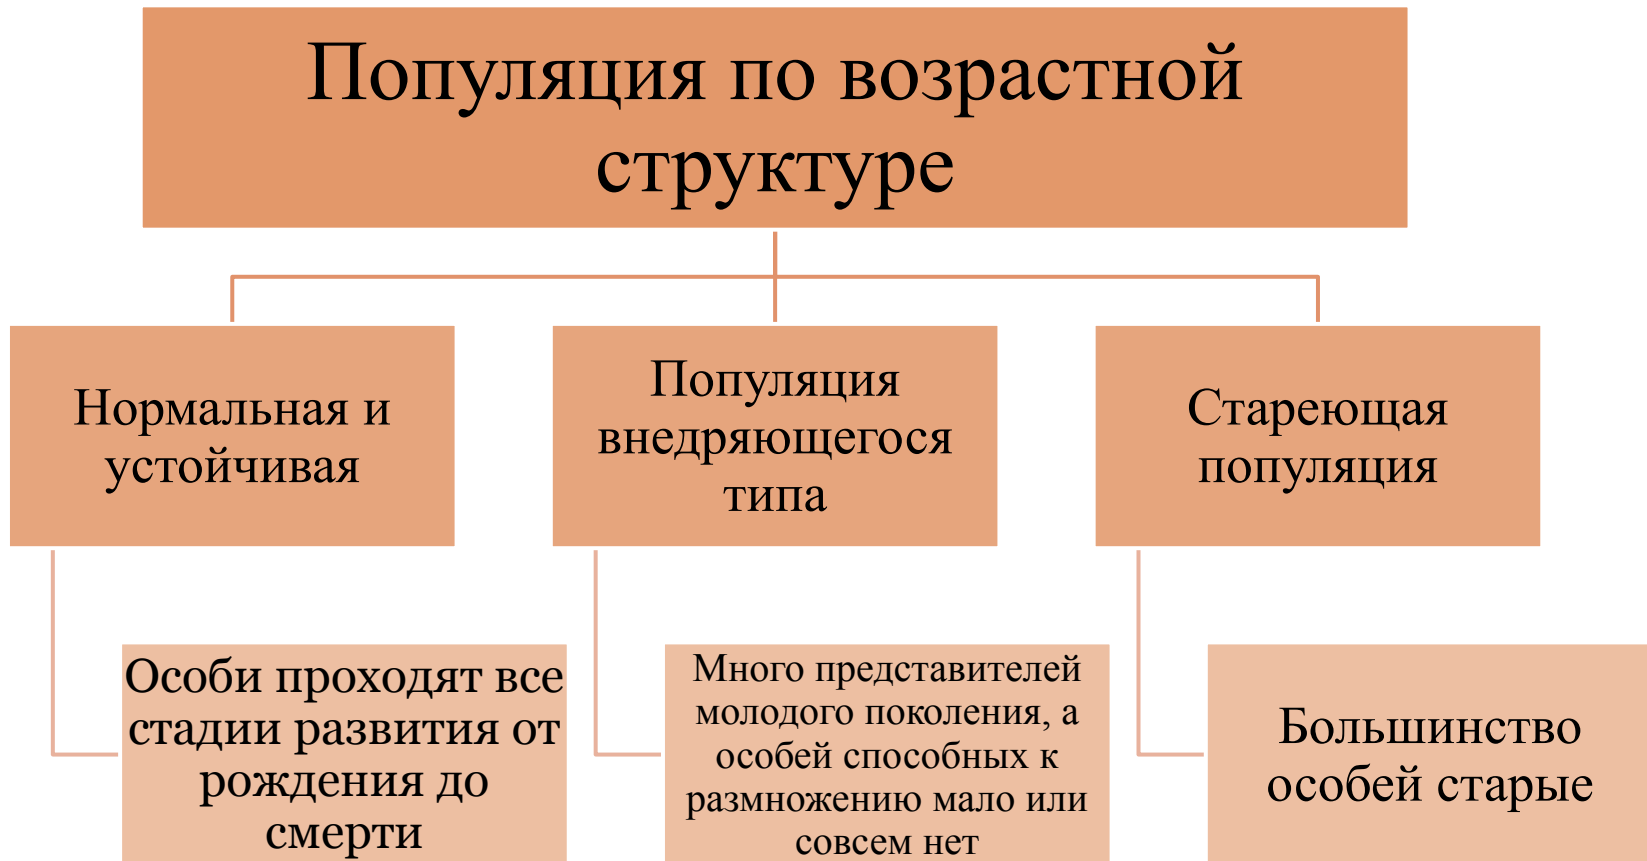 Популяция по возрастной
структуре
Нормальная и
устойчивая
Популяция
внедряющегося
типа
Стареющая
популяция
Особи проходят все
стадии развития от
рождения до
смерти
Много представителей
молодого поколения, а
особей способных к
размножению мало или
совсем нет
Большинство
особей старые